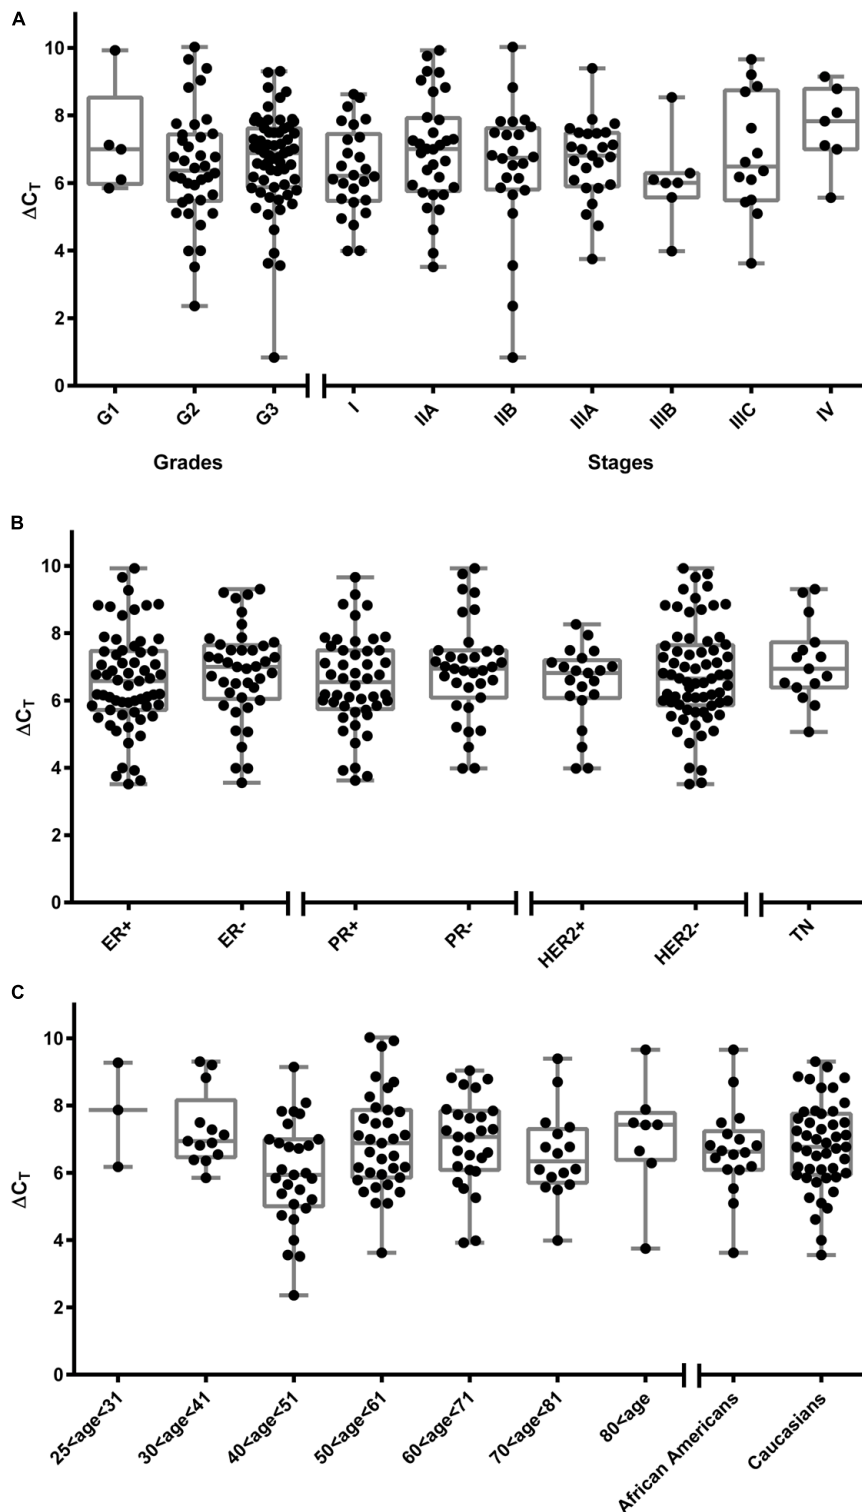 A
10
8
6
4
2
0
ΔCT
G1 G2 G3 I IIA IIB IIIA IIIB IIIC IV
Grades Stages
B
10
8
6
4
2
0
ΔCT
ER+ ER- PR+ PR- HER2+ HER2- TN
C
10
8
6
4
2
0
ΔCT
25<age<31 30<age<41 40<age<51 50<age<61 60<age<71 70<age<81 80<age African Americans Caucasians